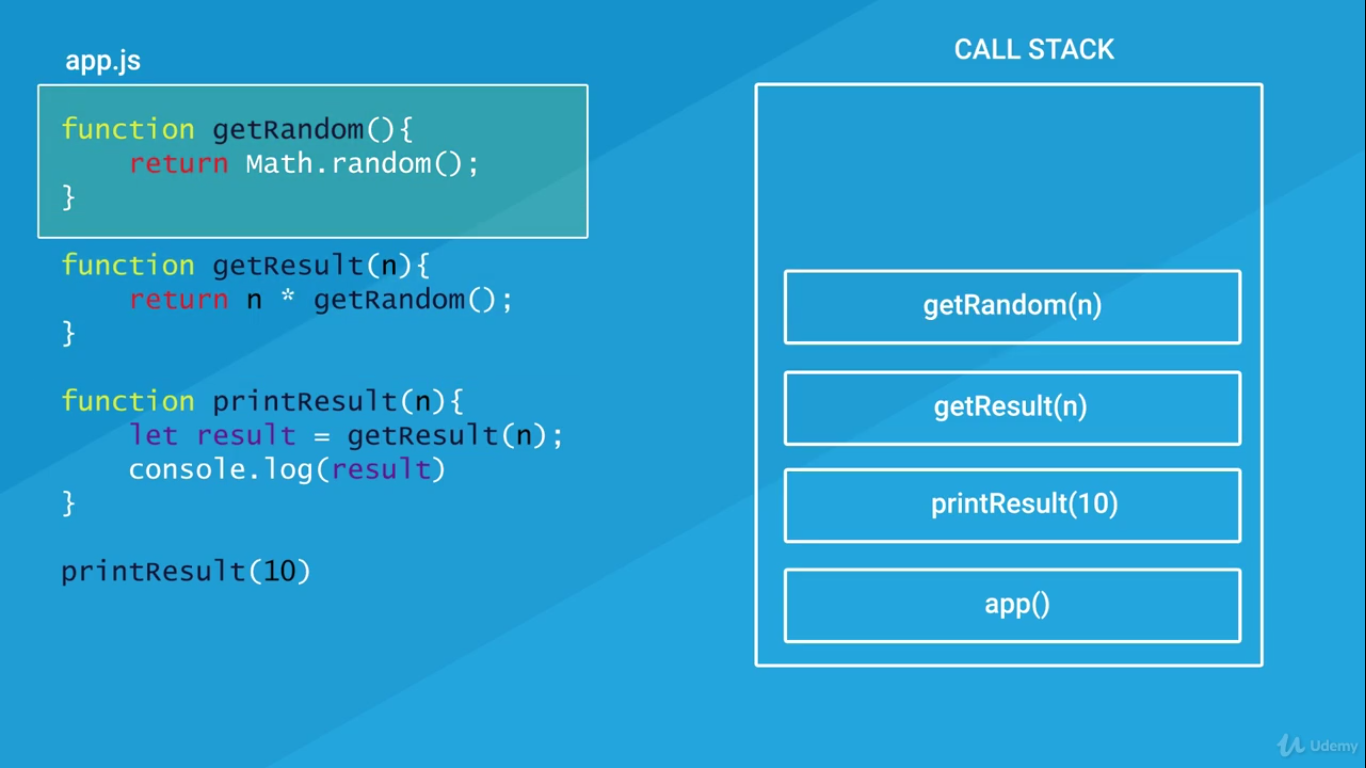 app.js
function getRandom(){
    return Math.random();
}
function getResult(n){
    return n * getRandom();
}
function printResult(n){
    let result = getResult(n);
    console.log(result)
}
printResult(10)
CALL STACK
getRandom(n)
getResult(n)
printResult(10)
app()
Udemy